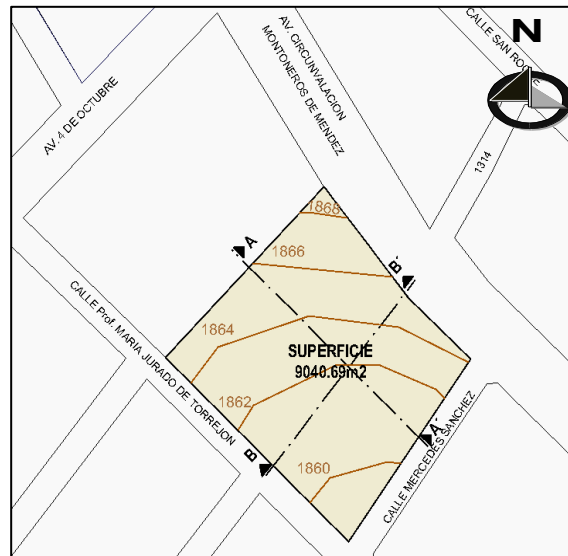 N
CALLE SAN ROQUE
AV. CIRCUNVALACION
MONTONEROS DE MENDEZ
AV. 4 DE OCTUBRE
1314
1868
A
1866
B'
CALLE Prof. MARIA JURADO DE TORREJON
1864
SUPERFICIE
9040.69m2
1862
A'
CALLE MERCEDES SANCHEZ
B
1860